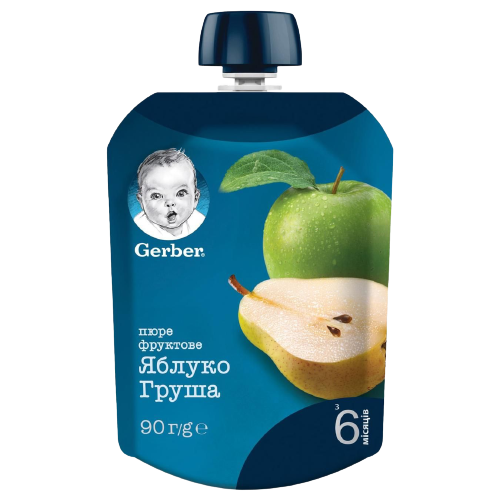 Gerber®
пюре
фруктове
Яблуко
Груша
90 г/g ℮
з
6
місяців